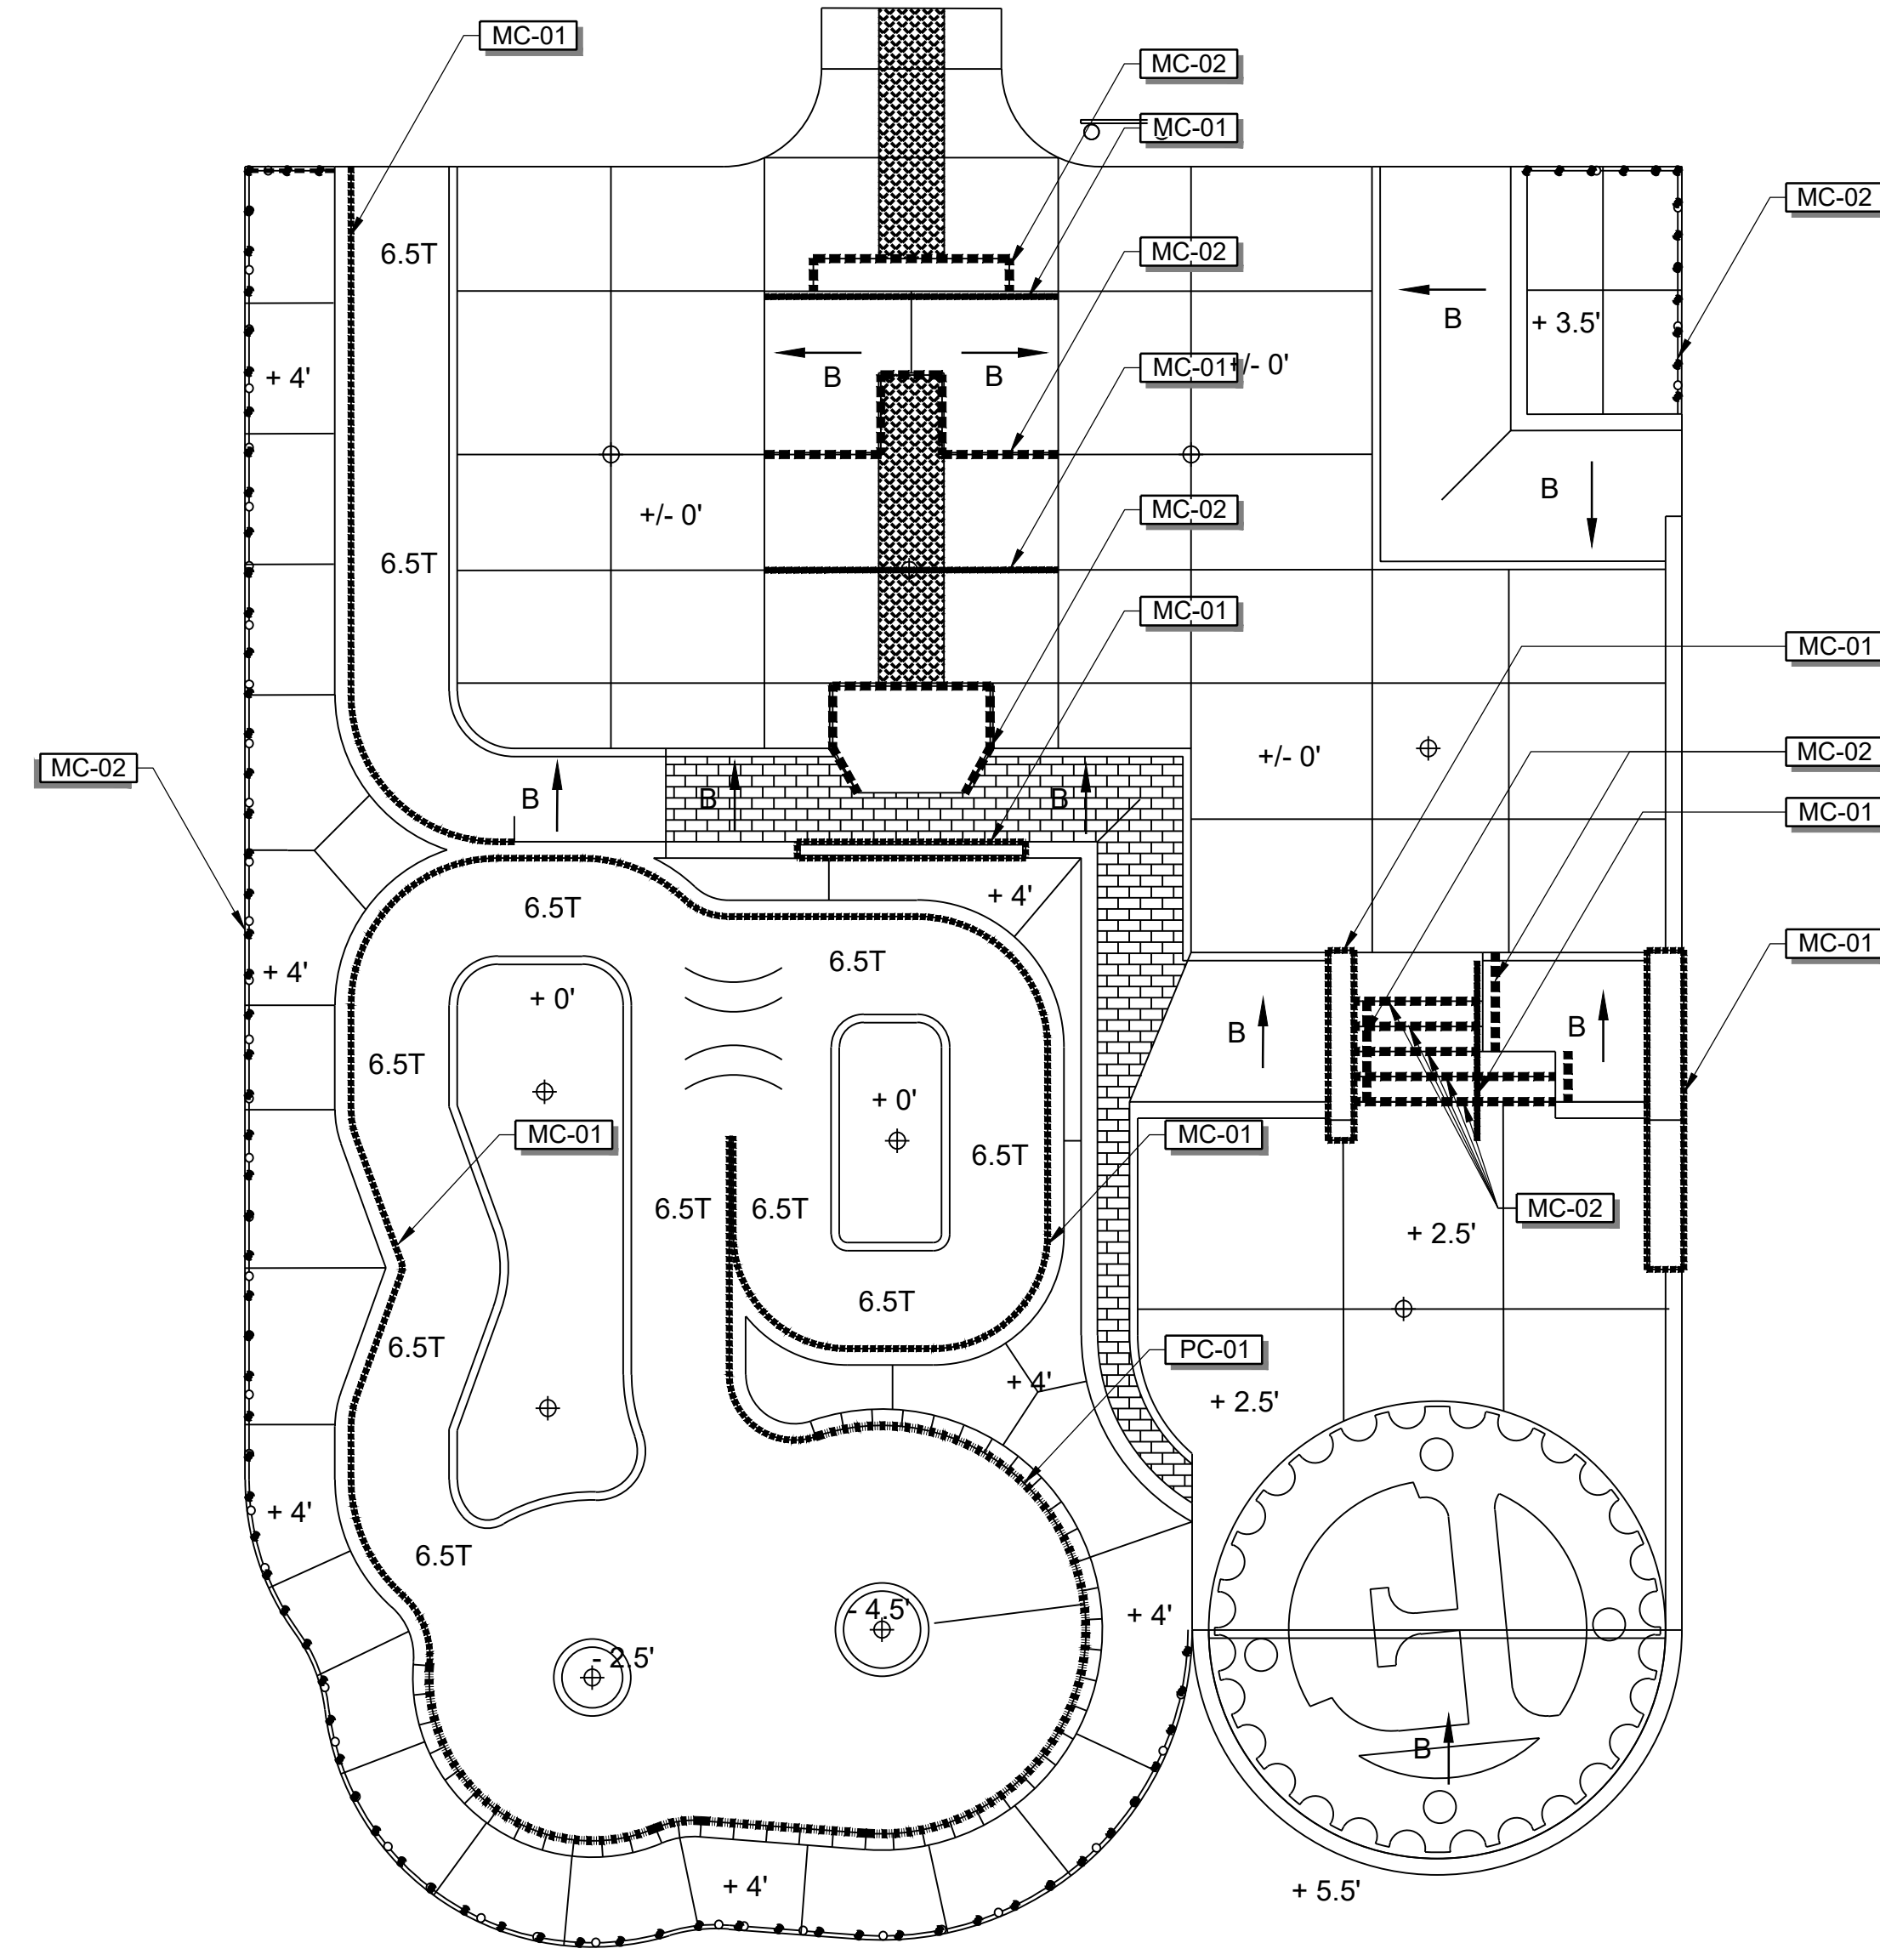 MC-01
MC-02
MC-01
MC-02
6.5T
MC-02
+ 3.5'
B
B
B
MC-01
+/- 0'
+ 4'
B
MC-02
+/- 0'
6.5T
MC-01
MC-01
MC-02
+/- 0'
MC-02
B
B
B
MC-01
+ 4'
6.5T
MC-01
6.5T
+ 4'
+ 0'
B
B
6.5T
+ 0'
MC-01
MC-01
6.5T
MC-02
6.5T
6.5T
+ 2.5'
6.5T
6.5T
PC-01
+ 4'
+ 2.5'
+ 4'
6.5T
- 4.5'
+ 4'
- 2.5'
B
+ 4'
+ 5.5'